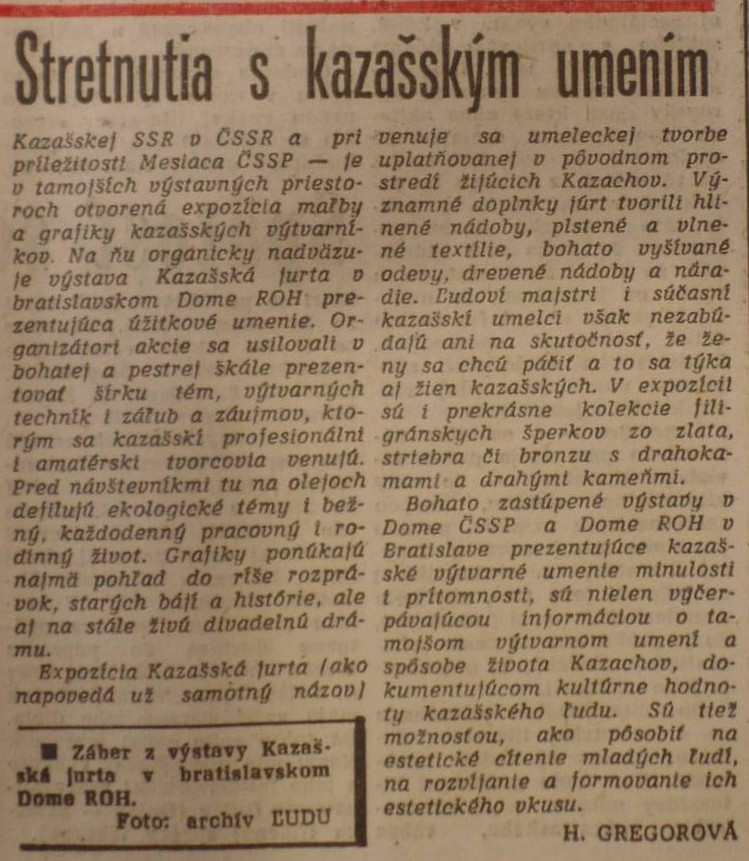 Stretnutia s kazašským umením
Kazašskej SSR v ČSSR a pri
príležitosti Mesiaca ČSSP — je
v tamojších výstavných priesto-
roch otvorená expozícia maľby
a grafiky kazašských výtvarní-
kov. Na ňu organicky nadväzu-
je výstava Kazašská jurta v
bratislavskom Dome ROH pre-
zentujúca úžitkové umenie. Or-
ganizátori akcie sa usilovali v
bohatej a pestrej škále prezen-
tovať šírku tém, výtvarných
techník i záľub a záujmov, kto-
rým sa kazašskí profesionálni
i amatérski tvorcovia venujú.
Pred návštevníkmi tu na olejoch
defilujú ekologické témy i bež-
ný, každodenný pracovný i ro-
dinný život. Grafiky ponúkajú
najmä pohľad do ríše rozprá-
vok, starých bájí a histórie, ale
aj na stále živú divadelnú drá-
mu.
Expozícia Kazašská jurta (ako
napovedá už samotný názov)
venuje sa umeleckej tvorbe
uplatňovanej v pôvodnom pro-
stredí žijúcich Kazachov. Vý-
znamné doplnky júrt tvorili hli-
nené nádoby, plstené a vlne-
né textílie, bohato vyšívané
odevy, drevené nádoby a nára-
die. Ľudoví majstri i súčasní
kazašskí umelci však nezabú-
dajú ani na skutočnosť, že že-
ny sa chcú páčiť a to sa týka
aj žien kazašských. V expozícií
sú i prekrásne kolekcie fili-
gránskych šperkov zo zlata,
striebra či bronzu s drahoka-
mami a drahými kameňmi.
Bohato zastúpené výstavy v
Dome ČSSP a Dome ROH v
Bratislave prezentujúce kazaš-
ské výtvarné umenie minulosti
i prítomnosti, sú nielen vyčer-
pávajúcou informáciou o ta-
mojšom výtvarnom umení a
spôsobe života Kazachov, do-
kumentujúcom kultúrne hodno-
ty kazašského ľudu. Sú tiež
možnosťou, ako pôsobiť na
estetické cítenie mladých ľudí,
na rozvíjanie a formovanie ich
estetického vkusu.
H. GREGOROVÁ
■ Záber z výstavy Kazaš-
ská jurta v bratislavskom
Dome ROH.
Foto: archív ĽUDU